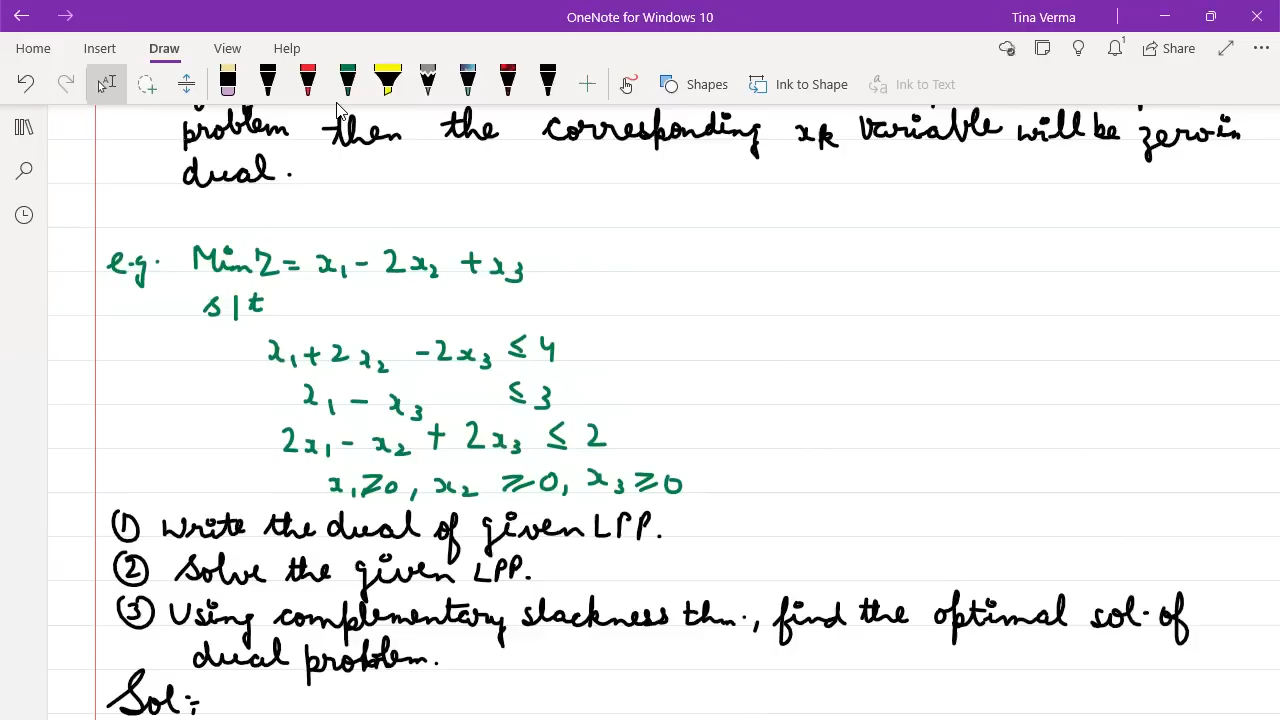 OneNote for Windows 10
Tina Verma
Home Insert Draw View Help
1
Share
Shapes Ink to Shape Ink to Text
problem then the corresponding xk variable will be zero in
dual.
e.g. Min Z = x₁ - 2x₂ + x₃
s|t
x₁ + 2x₂ - 2x₃ ≤ 4
x₁ - x₃ ≤ 3
2x₁ - x₂ + 2x₃ ≤ 2
x₁ ≥ 0, x₂ ≥ 0, x₃ ≥ 0
① Write the dual of given LPP.
② Solve the given LPP.
③ Using complementary slackness thm., find the optimal sol. of
dual problem.
Sol:-